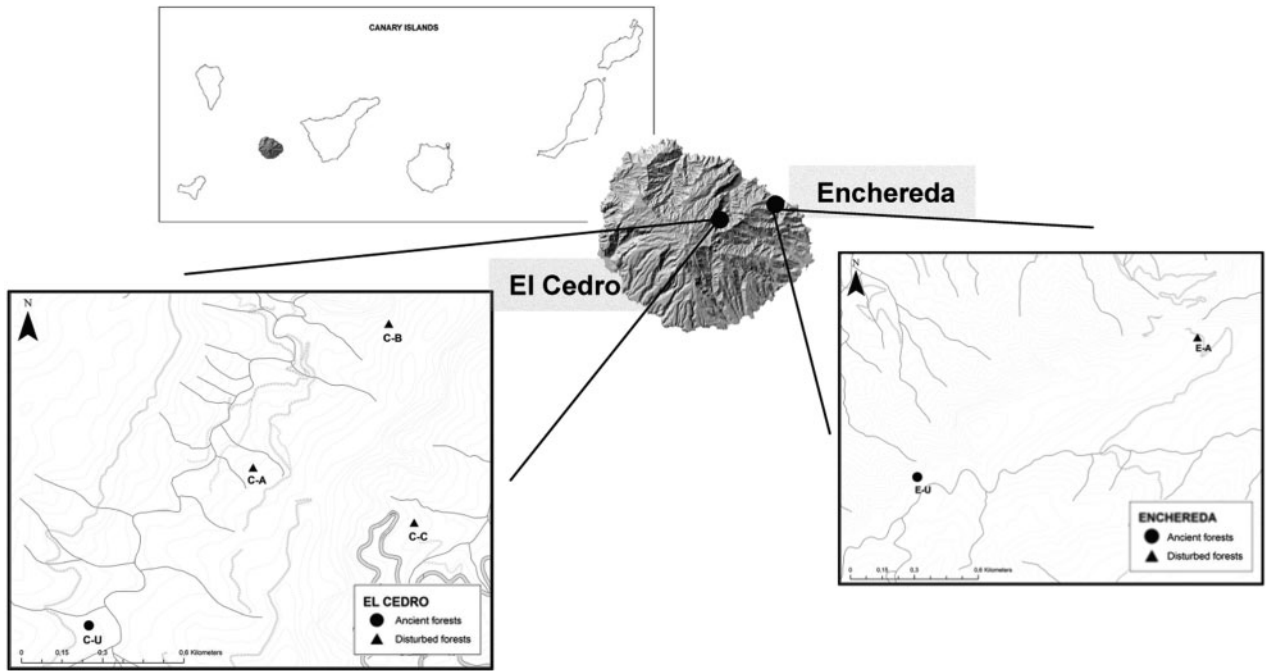 CANARY ISLANDS
Enchereda
El Cedro
N
C-B
C-A
C-C
C-U
EL CEDRO
Ancient forests
Disturbed forests
0 0,15 0,3 0,6 Kilometers
N
E-A
E-U
ENCHEREDA
Ancient forests
Disturbed forests
0 0,15 0,3 0,6 Kilometers